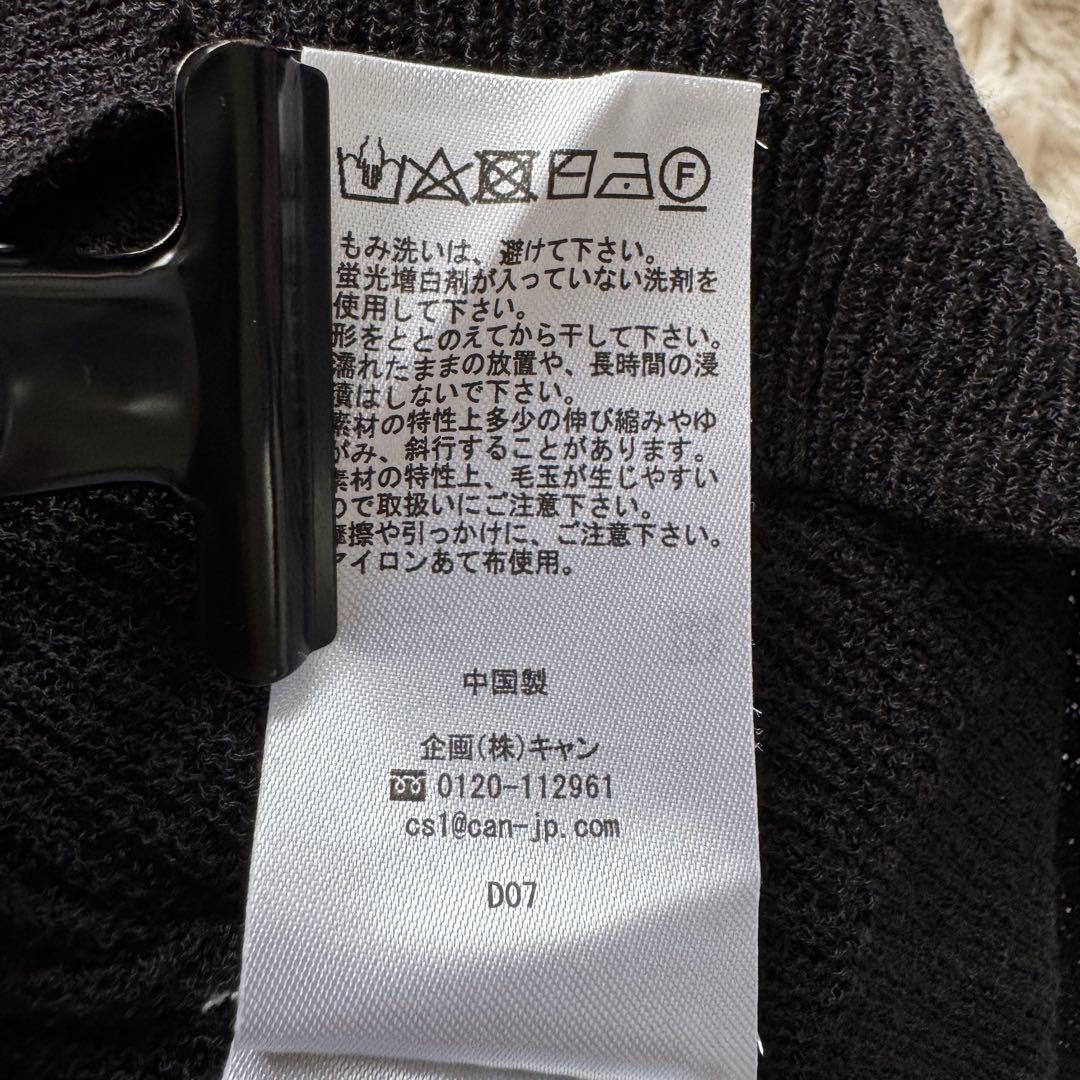 F
もみ洗いは、避けて下さい。
蛍光増白剤が入っていない洗剤を
使用して下さい。
形をととのえてから干して下さい。
濡れたままの放置や、長時間の浸
漬はしないで下さい。
素材の特性上多少の伸び縮みやゆ
がみ、斜行することがあります。
素材の特性上、毛玉が生じやすい
ので取扱いにご注意下さい。
摩擦や引っかけに、ご注意下さい。
アイロンあて布使用。
中国製
企画(株)キャン
0120-112961
cs1@can-jp.com
D07